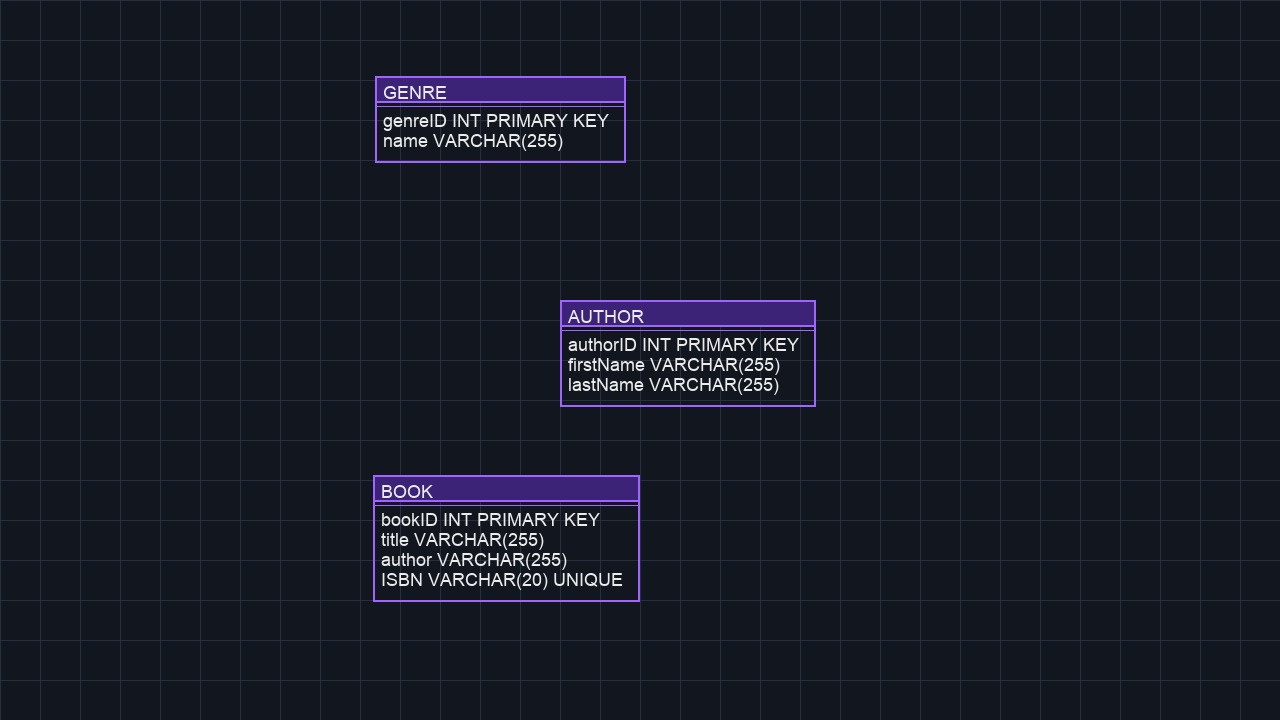 GENRE
genreID INT PRIMARY KEY
name VARCHAR(255)
AUTHOR
authorID INT PRIMARY KEY
firstName VARCHAR(255)
lastName VARCHAR(255)
BOOK
bookID INT PRIMARY KEY
title VARCHAR(255)
author VARCHAR(255)
ISBN VARCHAR(20) UNIQUE